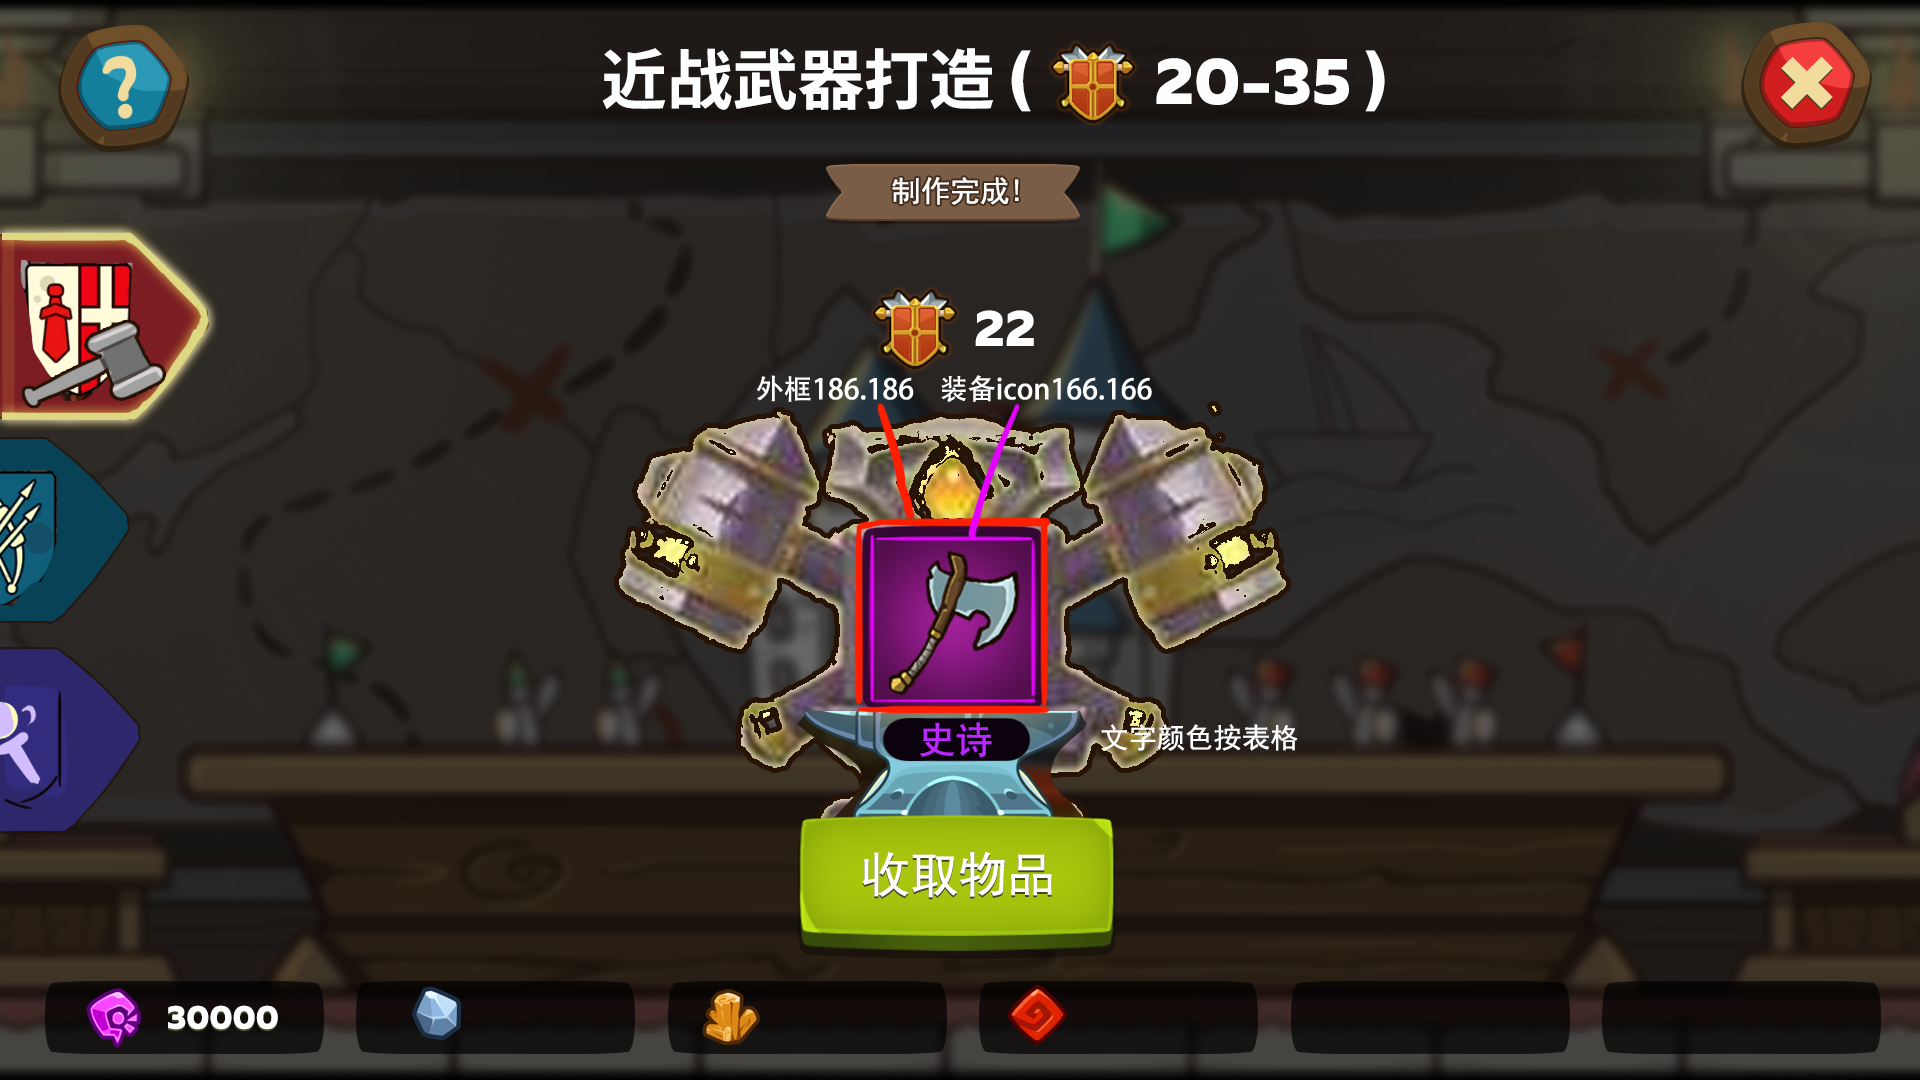 近战武器打造( 20-35)
制作完成!
22
外框186.186 装备icon166.166
史诗
文字颜色按表格
收取物品
30000